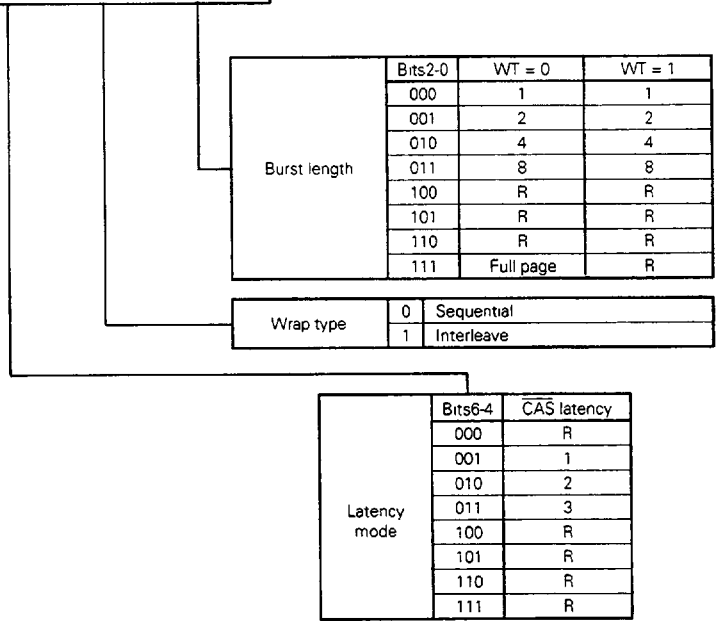 Bits2-0 WT = 0 WT = 1
000 1 1
001 2 2
010 4 4
Burst length 011 8 8
100 R R
101 R R
110 R R
111 Full page R
Wrap type 0 Sequential
1 Interleave
Bits6-4 C̅A̅S̅ latency
000 R
001 1
010 2
Latency mode 011 3
100 R
101 R
110 R
111 R